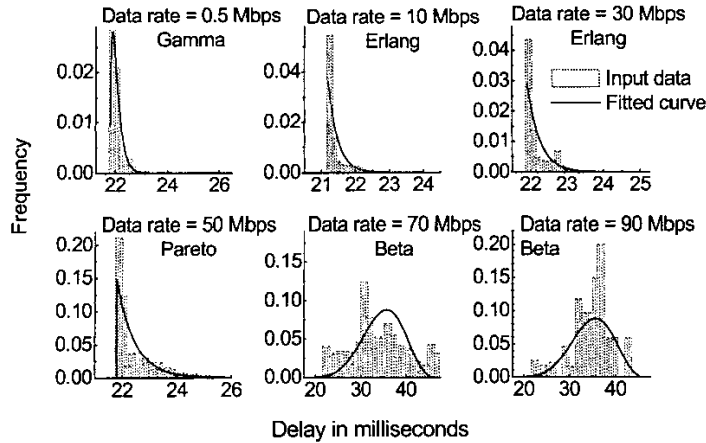 Data rate = 0.5 Mbps
Gamma
Data rate = 10 Mbps
Erlang
Data rate = 30 Mbps
Erlang
Input data
Fitted curve
0.02
0.01
0.00
22 24 26
0.04
0.02
0.00
21 22 23 24
0.04
0.03
0.02
0.01
0.00
22 23 24 25
Frequency
Data rate = 50 Mbps
Pareto
Data rate = 70 Mbps
Beta
Data rate = 90 Mbps
Beta
0.20
0.15
0.10
0.05
0.00
22 24 26
0.20
0.15
0.10
0.05
0.00
20 30 40
0.20
0.15
0.10
0.05
0.00
20 30 40
Delay in milliseconds